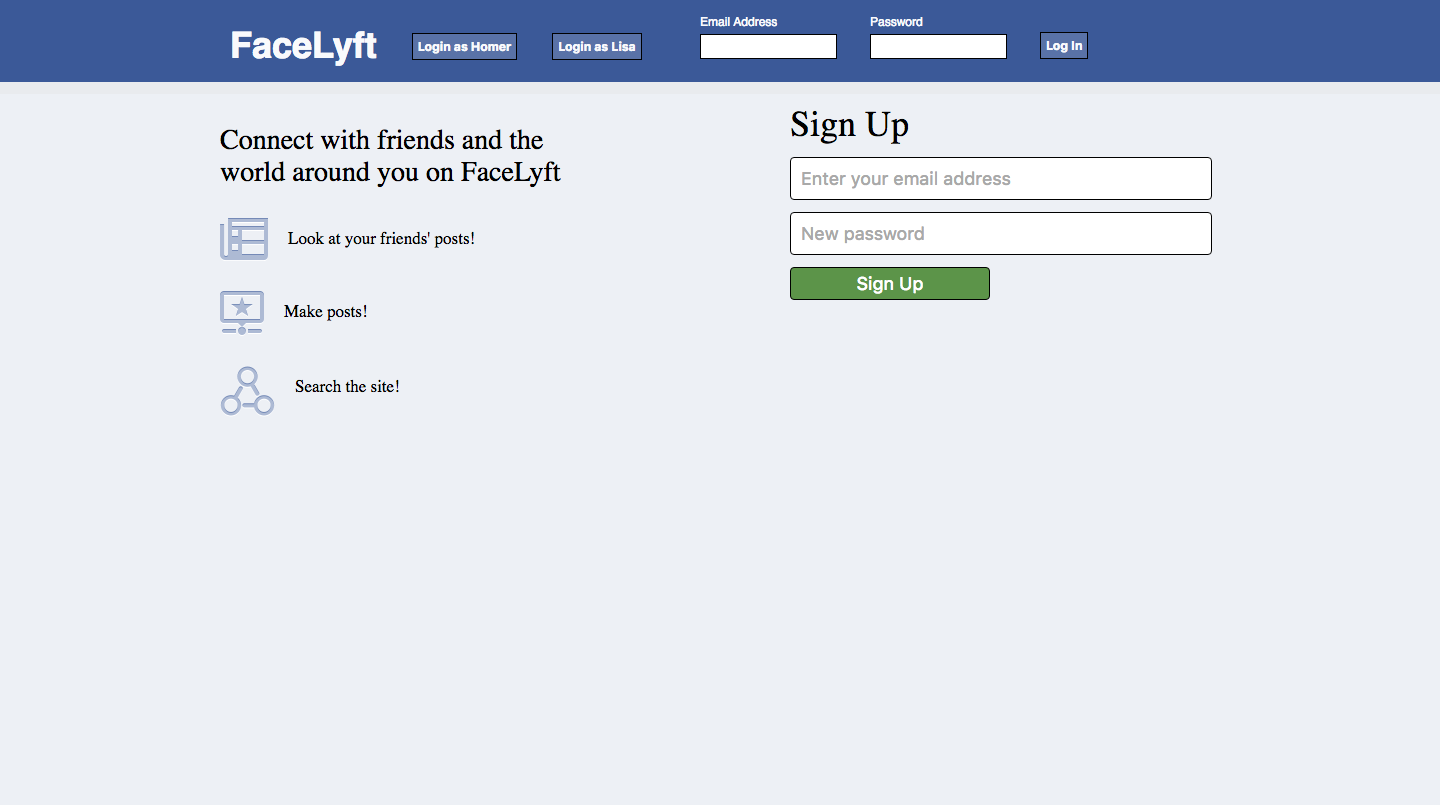 FaceLyft
Login as Homer
Login as Lisa
Email Address
Password
Log In
Connect with friends and the
world around you on FaceLyft
Look at your friends' posts!
Make posts!
Search the site!
Sign Up
Enter your email address
New password
Sign Up